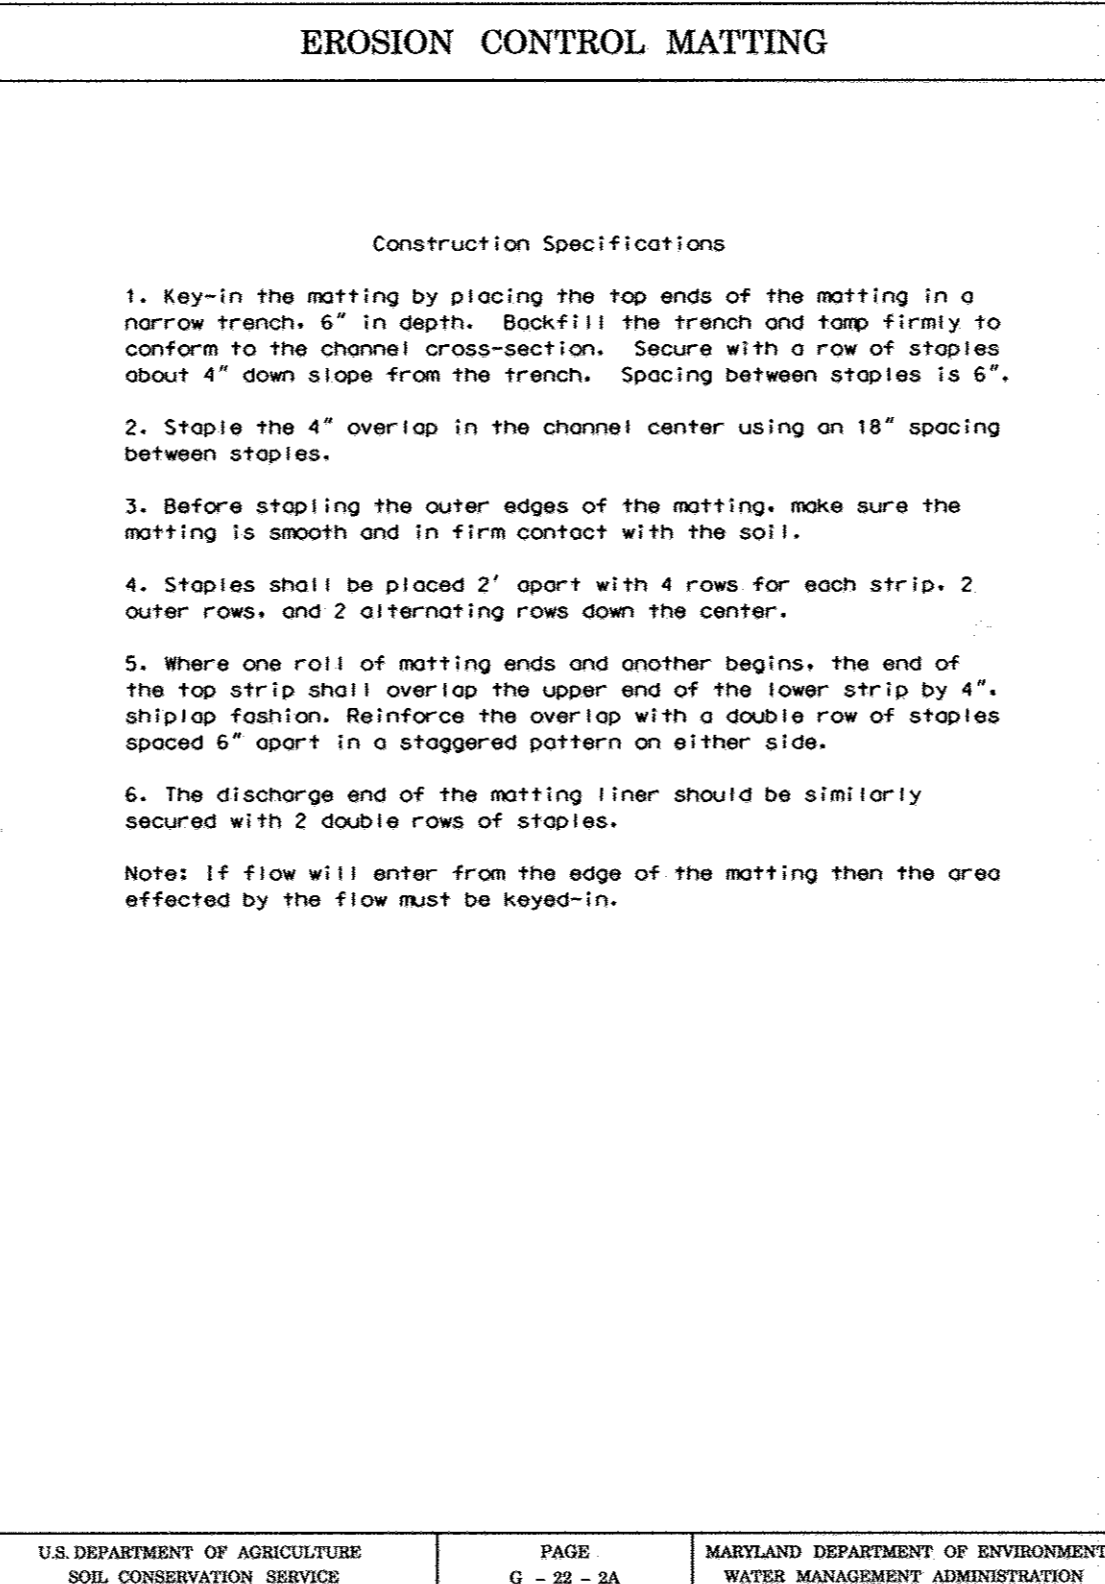 EROSION CONTROL MATTING
Construction Specifications
1. Key-in the matting by placing the top ends of the matting in a
narrow trench, 6" in depth. Backfill the trench and tamp firmly to
conform to the channel cross-section. Secure with a row of staples
about 4" down slope from the trench. Spacing between staples is 6".
2. Staple the 4" overlap in the channel center using an 18" spacing
between staples.
3. Before stapling the outer edges of the matting, make sure the
matting is smooth and in firm contact with the soil.
4. Staples shall be placed 2' apart with 4 rows for each strip, 2
outer rows, and 2 alternating rows down the center.
5. Where one roll of matting ends and another begins, the end of
the top strip shall overlap the upper end of the lower strip by 4",
shiplap fashion. Reinforce the overlap with a double row of staples
spaced 6" apart in a staggered pattern on either side.
6. The discharge end of the matting liner should be similarly
secured with 2 double rows of staples.
Note: If flow will enter from the edge of the matting then the area
effected by the flow must be keyed-in.
U.S. DEPARTMENT OF AGRICULTURE
SOIL CONSERVATION SERVICE
PAGE
G - 22 - 2A
MARYLAND DEPARTMENT OF ENVIRONMENT
WATER MANAGEMENT ADMINISTRATION